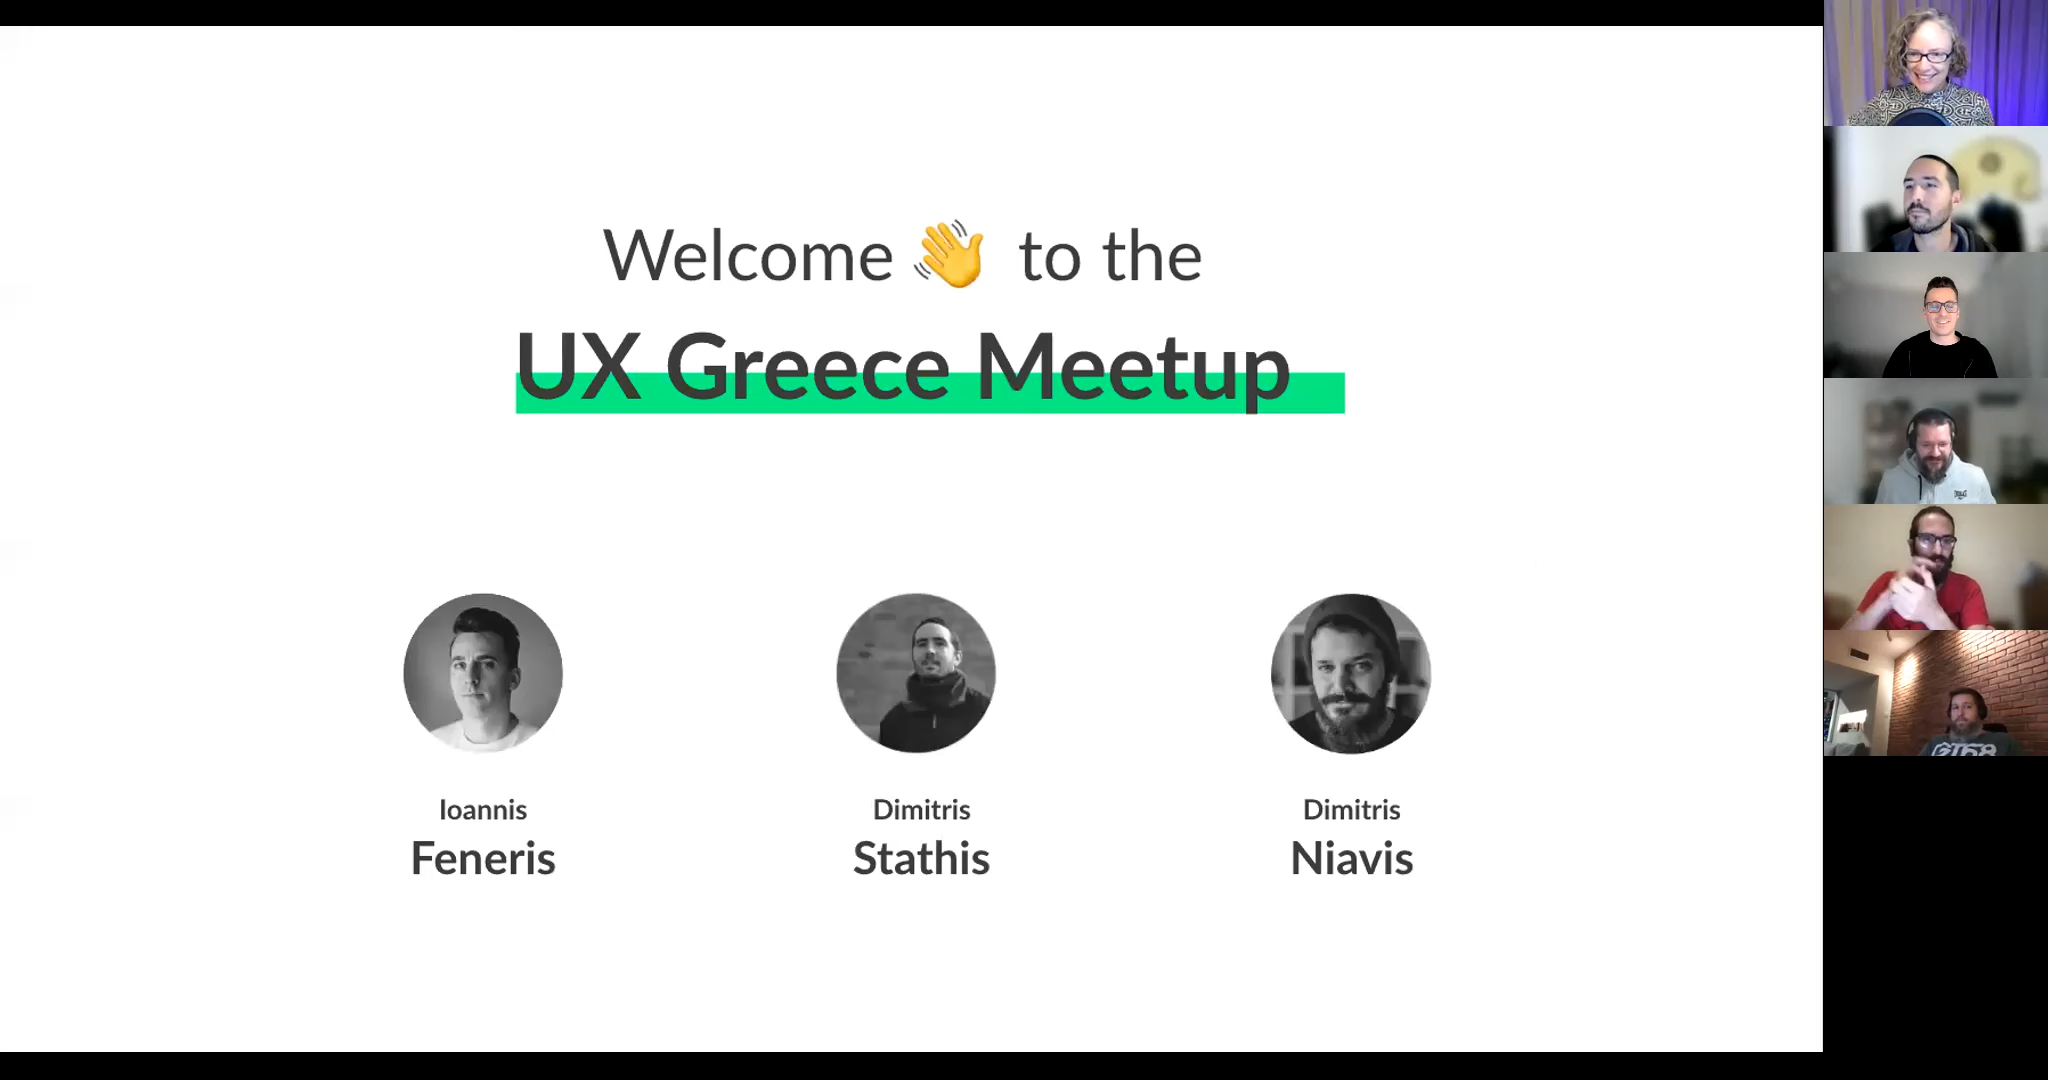 Welcome 👋 to the
UX Greece Meetup
Ioannis
Feneris
Dimitris
Stathis
Dimitris
Niavis